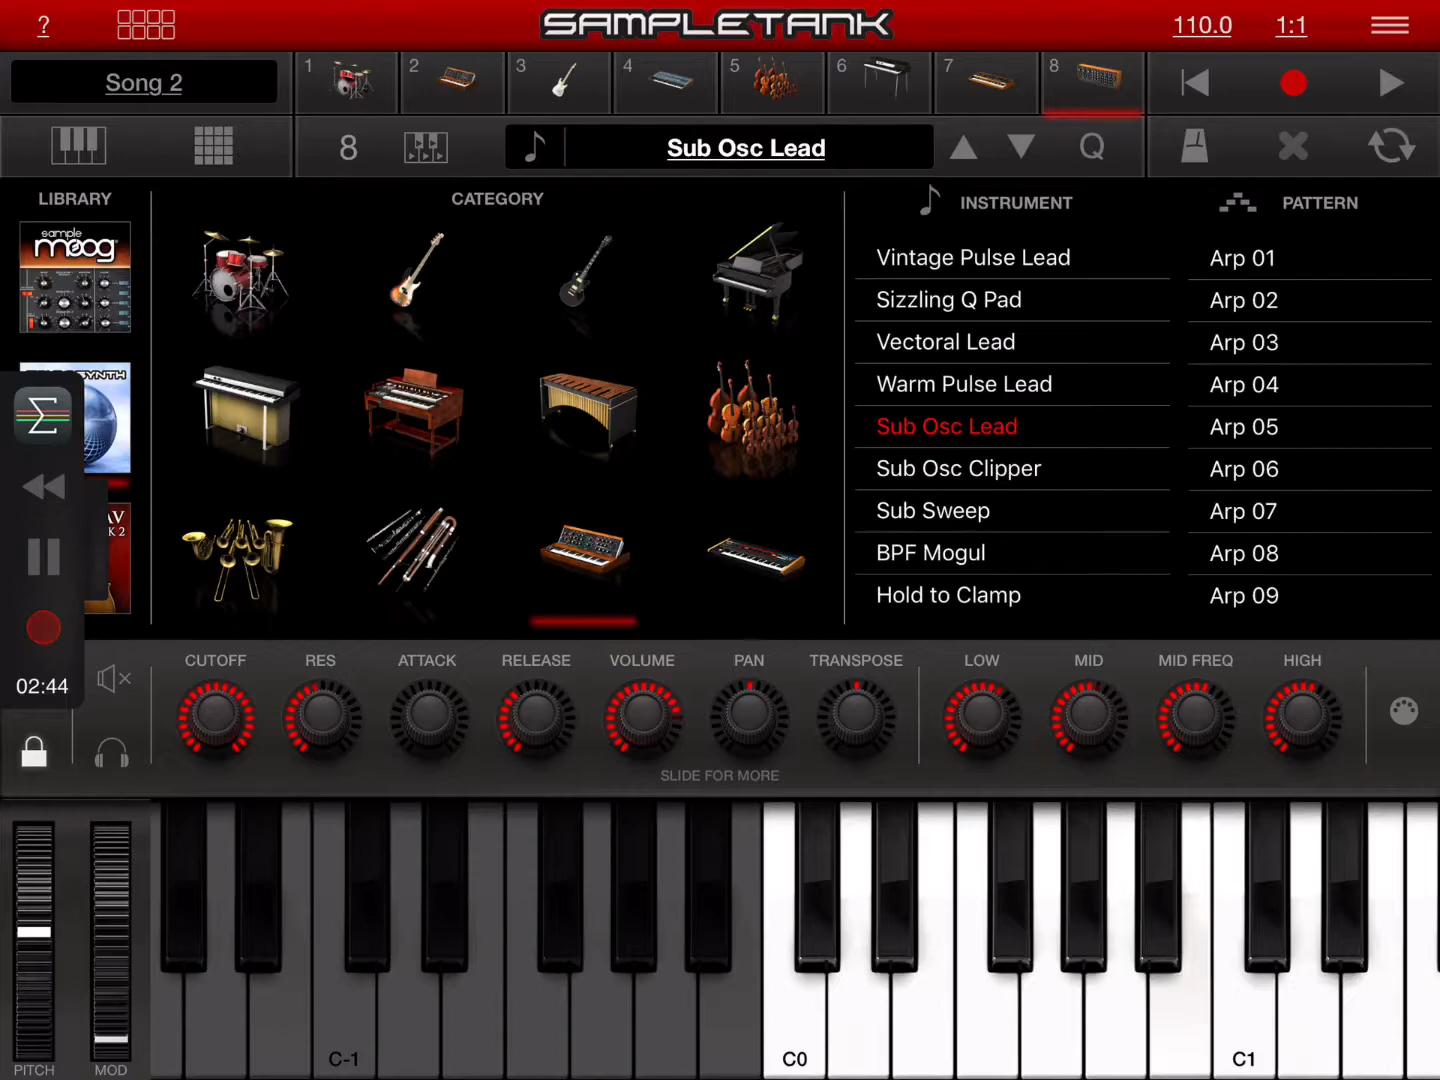 ?
SAMPLETANK
110.0
1:1
Song 2
1
2
3
4
5
6
7
8
8
Sub Osc Lead
Q
LIBRARY
CATEGORY
INSTRUMENT
PATTERN
sample
moog
Vintage Pulse Lead
Arp 01
Sizzling Q Pad
Arp 02
Vectoral Lead
Arp 03
Warm Pulse Lead
Arp 04
Sub Osc Lead
Arp 05
Sub Osc Clipper
Arp 06
Sub Sweep
Arp 07
BPF Mogul
Arp 08
Hold to Clamp
Arp 09
02:44
CUTOFF
RES
ATTACK
RELEASE
VOLUME
PAN
TRANSPOSE
LOW
MID
MID FREQ
HIGH
SLIDE FOR MORE
C-1
C0
C1
PITCH
MOD